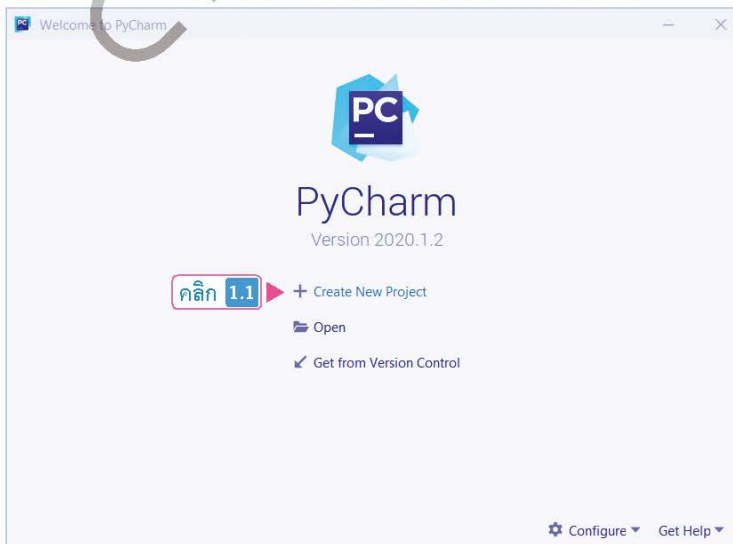 Welcome to PyCharm
PC
PyCharm
Version 2020.1.2
คลิก 1.1
Create New Project
Open
Get from Version Control
Configure
Get Help